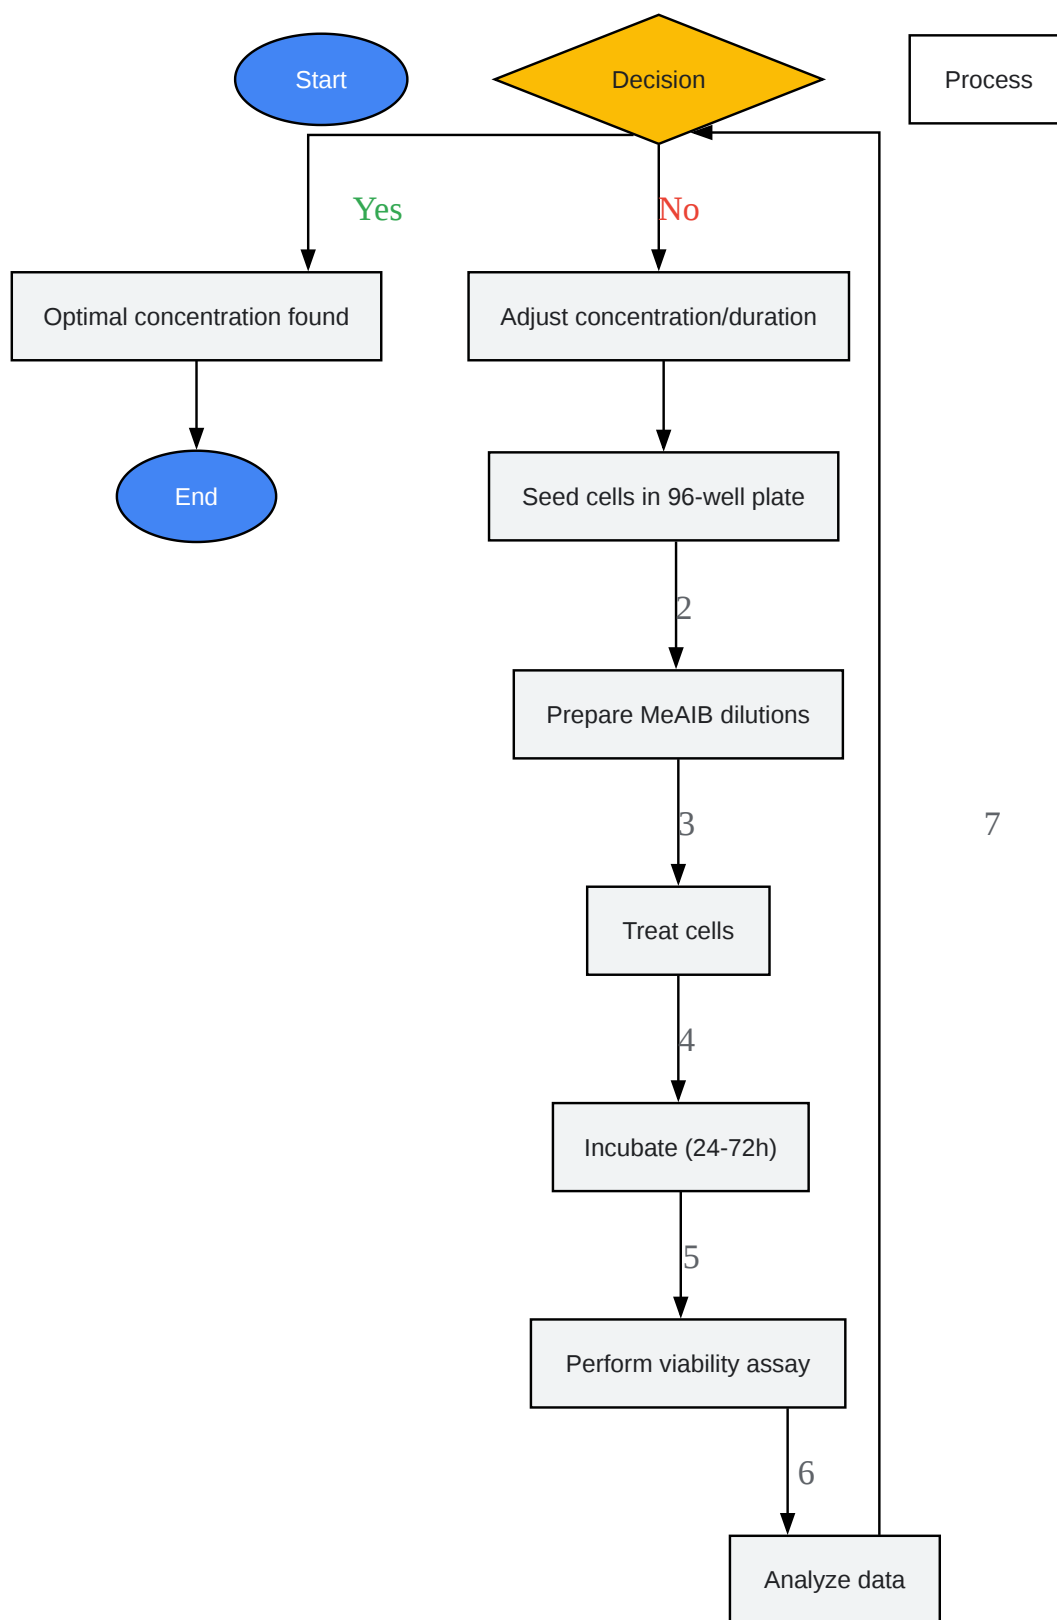 Start
Decision
Process
Yes
No
Optimal concentration found
Adjust concentration/duration
End
Seed cells in 96-well plate
2
Prepare MeAIB dilutions
3
7
Treat cells
4
Incubate (24-72h)
5
Perform viability assay
6
Analyze data